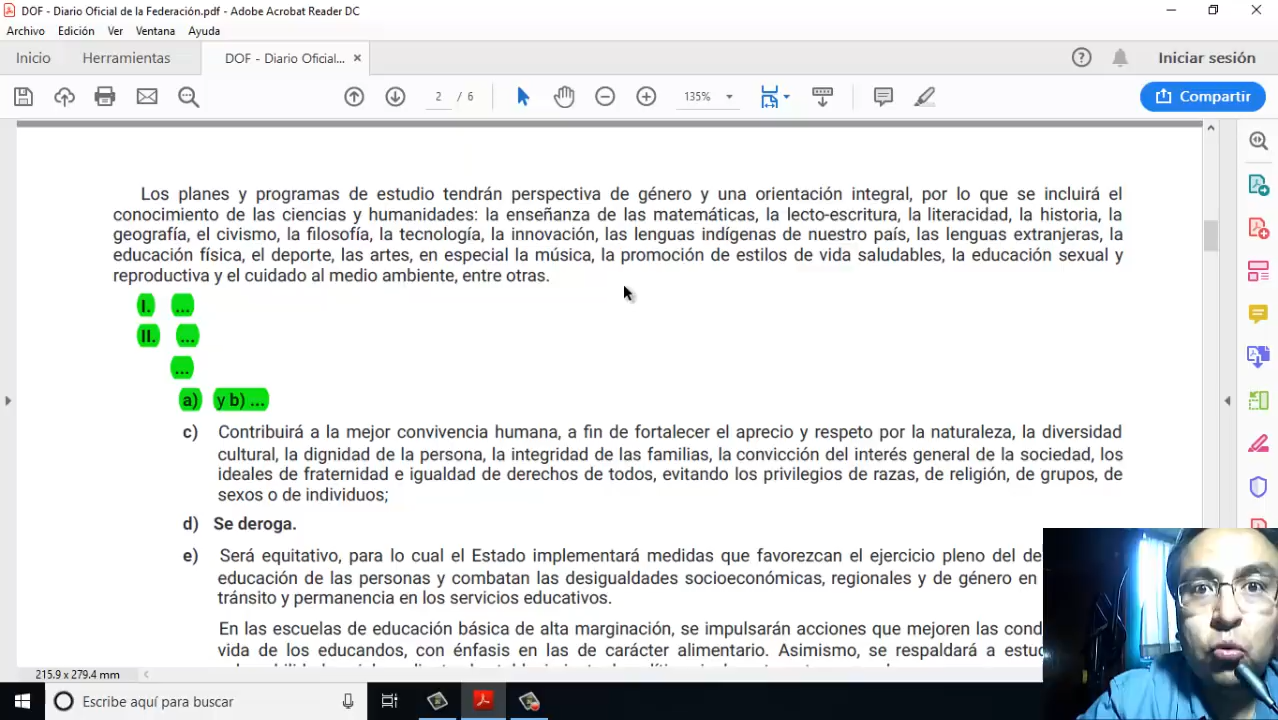 DOF - Diario Oficial de la Federación.pdf - Adobe Acrobat Reader DC
Archivo Edición Ver Ventana Ayuda
Inicio Herramientas DOF - Diario Oficial... × Iniciar sesión
2 / 6 135% Compartir
Los planes y programas de estudio tendrán perspectiva de género y una orientación integral, por lo que se incluirá el
conocimiento de las ciencias y humanidades: la enseñanza de las matemáticas, la lecto-escritura, la literacidad, la historia, la
geografía, el civismo, la filosofía, la tecnología, la innovación, las lenguas indígenas de nuestro país, las lenguas extranjeras, la
educación física, el deporte, las artes, en especial la música, la promoción de estilos de vida saludables, la educación sexual y
reproductiva y el cuidado al medio ambiente, entre otras.
I. ...
II. ...
...
a) y b) ...
c) Contribuirá a la mejor convivencia humana, a fin de fortalecer el aprecio y respeto por la naturaleza, la diversidad
cultural, la dignidad de la persona, la integridad de las familias, la convicción del interés general de la sociedad, los
ideales de fraternidad e igualdad de derechos de todos, evitando los privilegios de razas, de religión, de grupos, de
sexos o de individuos;
d) Se deroga.
e) Será equitativo, para lo cual el Estado implementará medidas que favorezcan el ejercicio pleno del de
educación de las personas y combatan las desigualdades socioeconómicas, regionales y de género en
tránsito y permanencia en los servicios educativos.
En las escuelas de educación básica de alta marginación, se impulsarán acciones que mejoren las cond
vida de los educandos, con énfasis en las de carácter alimentario. Asimismo, se respaldará a estu
215.9 x 279.4 mm
Escribe aquí para buscar